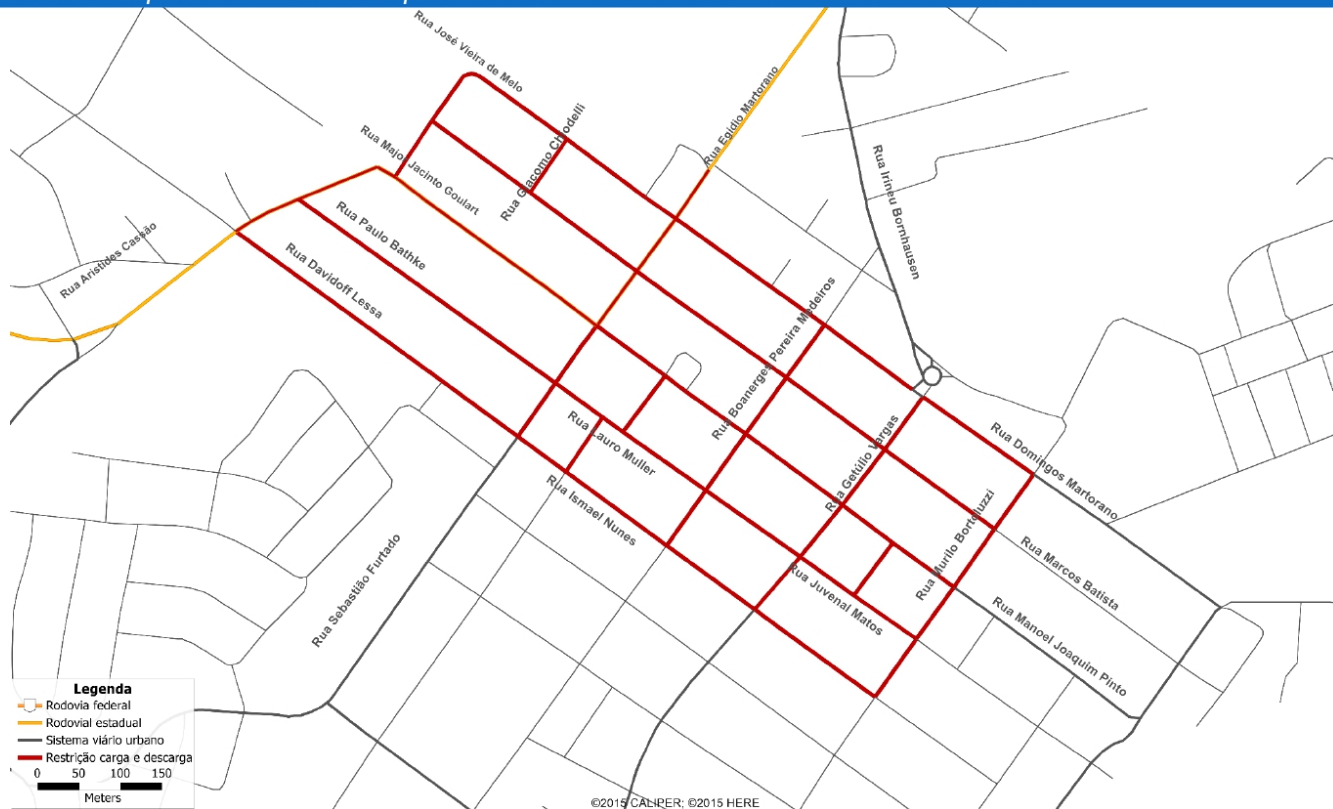 Rua José Vieira de Melo
Rua Egídio Martorano
Rua Giacomo Chiodelli
Rua Major Jacinto Goulart
Rua Irineu Bornhausen
Rua Paulo Bathke
Rua Aristides Cassão
Rua Davidoff Lessa
Rua Boanerges Pereira Medeiros
Rua Lauro Muller
Rua Getúlio Vargas
Rua Domingos Martorano
Rua Ismael Nunes
Rua Murilo Bortoluzzi
Rua Sebastião Furtado
Rua Juvenal Matos
Rua Marcos Batista
Rua Manoel Joaquim Pinto
Legenda
Rodovia federal
Rodovial estadual
Sistema viário urbano
Restrição carga e descarga
0 50 100 150
Meters
©2015 CALIPER; ©2015 HERE